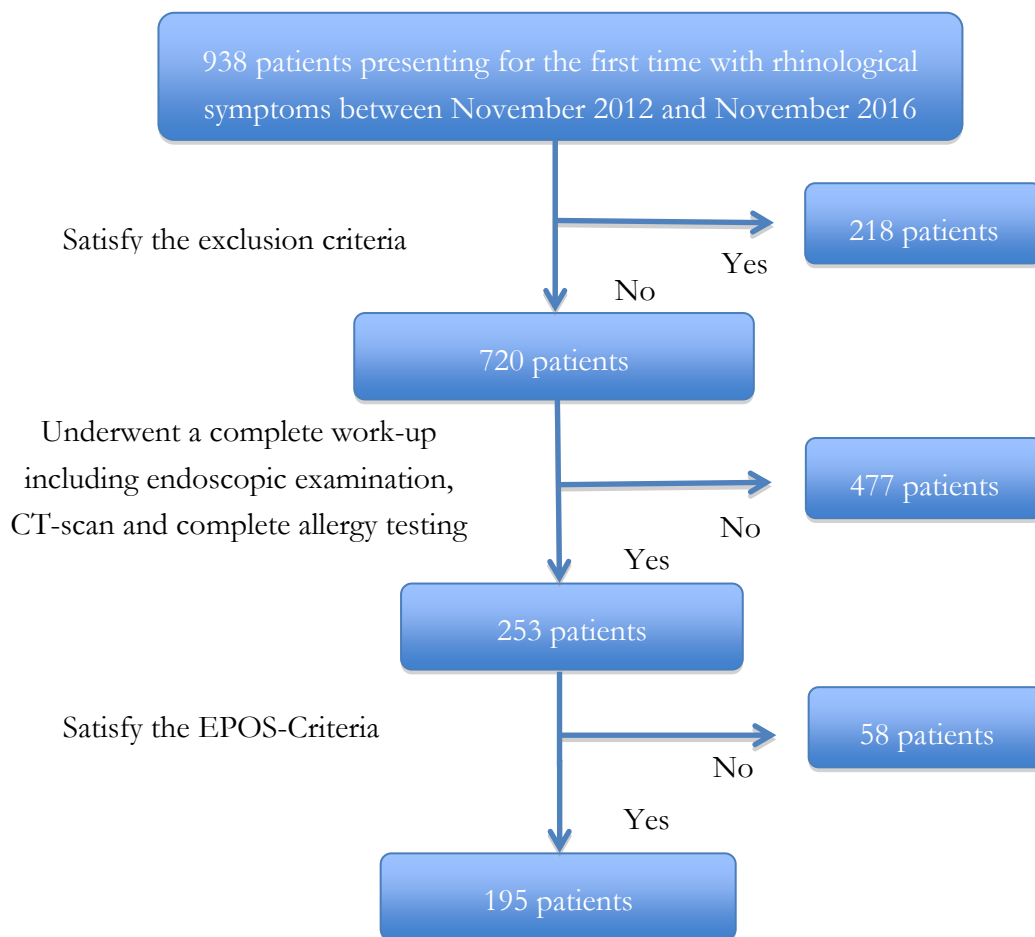 938 patients presenting for the first time with rhinological
symptoms between November 2012 and November 2016
Satisfy the exclusion criteria
218 patients
Yes
No
720 patients
Underwent a complete work-up
including endoscopic examination,
CT-scan and complete allergy testing
477 patients
No
Yes
253 patients
Satisfy the EPOS-Criteria
58 patients
No
Yes
195 patients